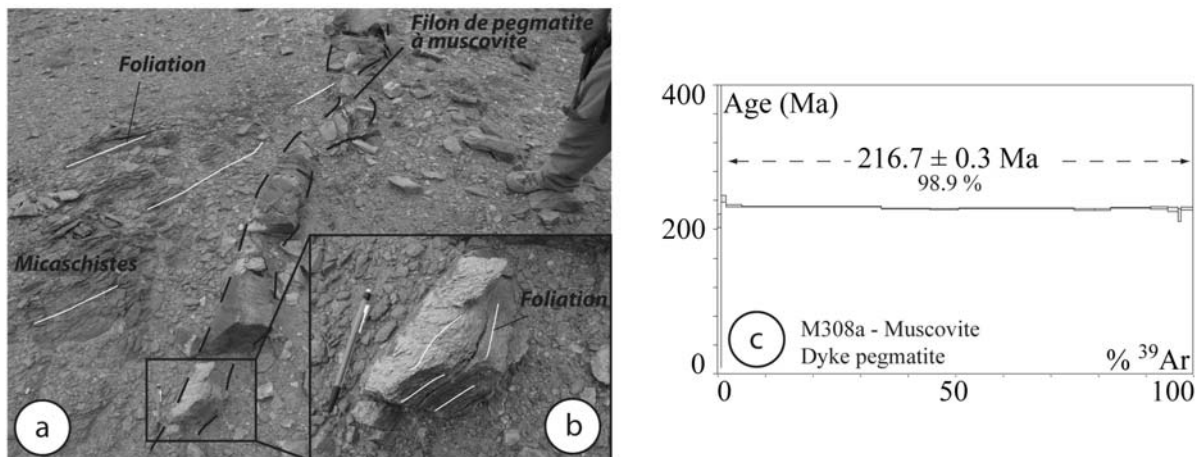 Filon de pegmatite
à muscovite
Foliation
Micaschistes
Foliation
a
b
400
Age (Ma)
216.7 ± 0.3 Ma
98.9 %
200
c
M308a - Muscovite
Dyke pegmatite
% ³⁹Ar
0
0
50
100